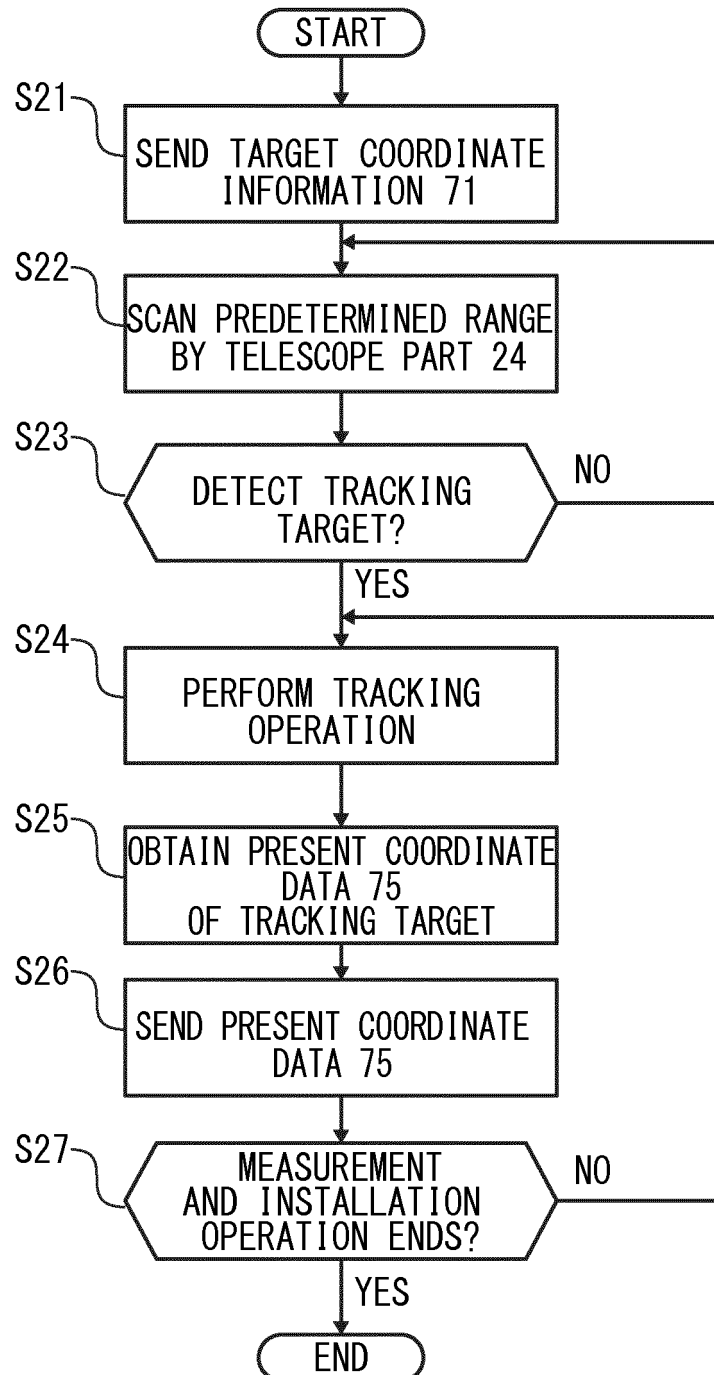 START
S21
SEND TARGET COORDINATE
INFORMATION 71
S22
SCAN PREDETERMINED RANGE
BY TELESCOPE PART 24
S23
DETECT TRACKING
TARGET?
NO
YES
S24
PERFORM TRACKING
OPERATION
S25
OBTAIN PRESENT COORDINATE
DATA 75
OF TRACKING TARGET
S26
SEND PRESENT COORDINATE
DATA 75
S27
MEASUREMENT
AND INSTALLATION
OPERATION ENDS?
NO
YES
END